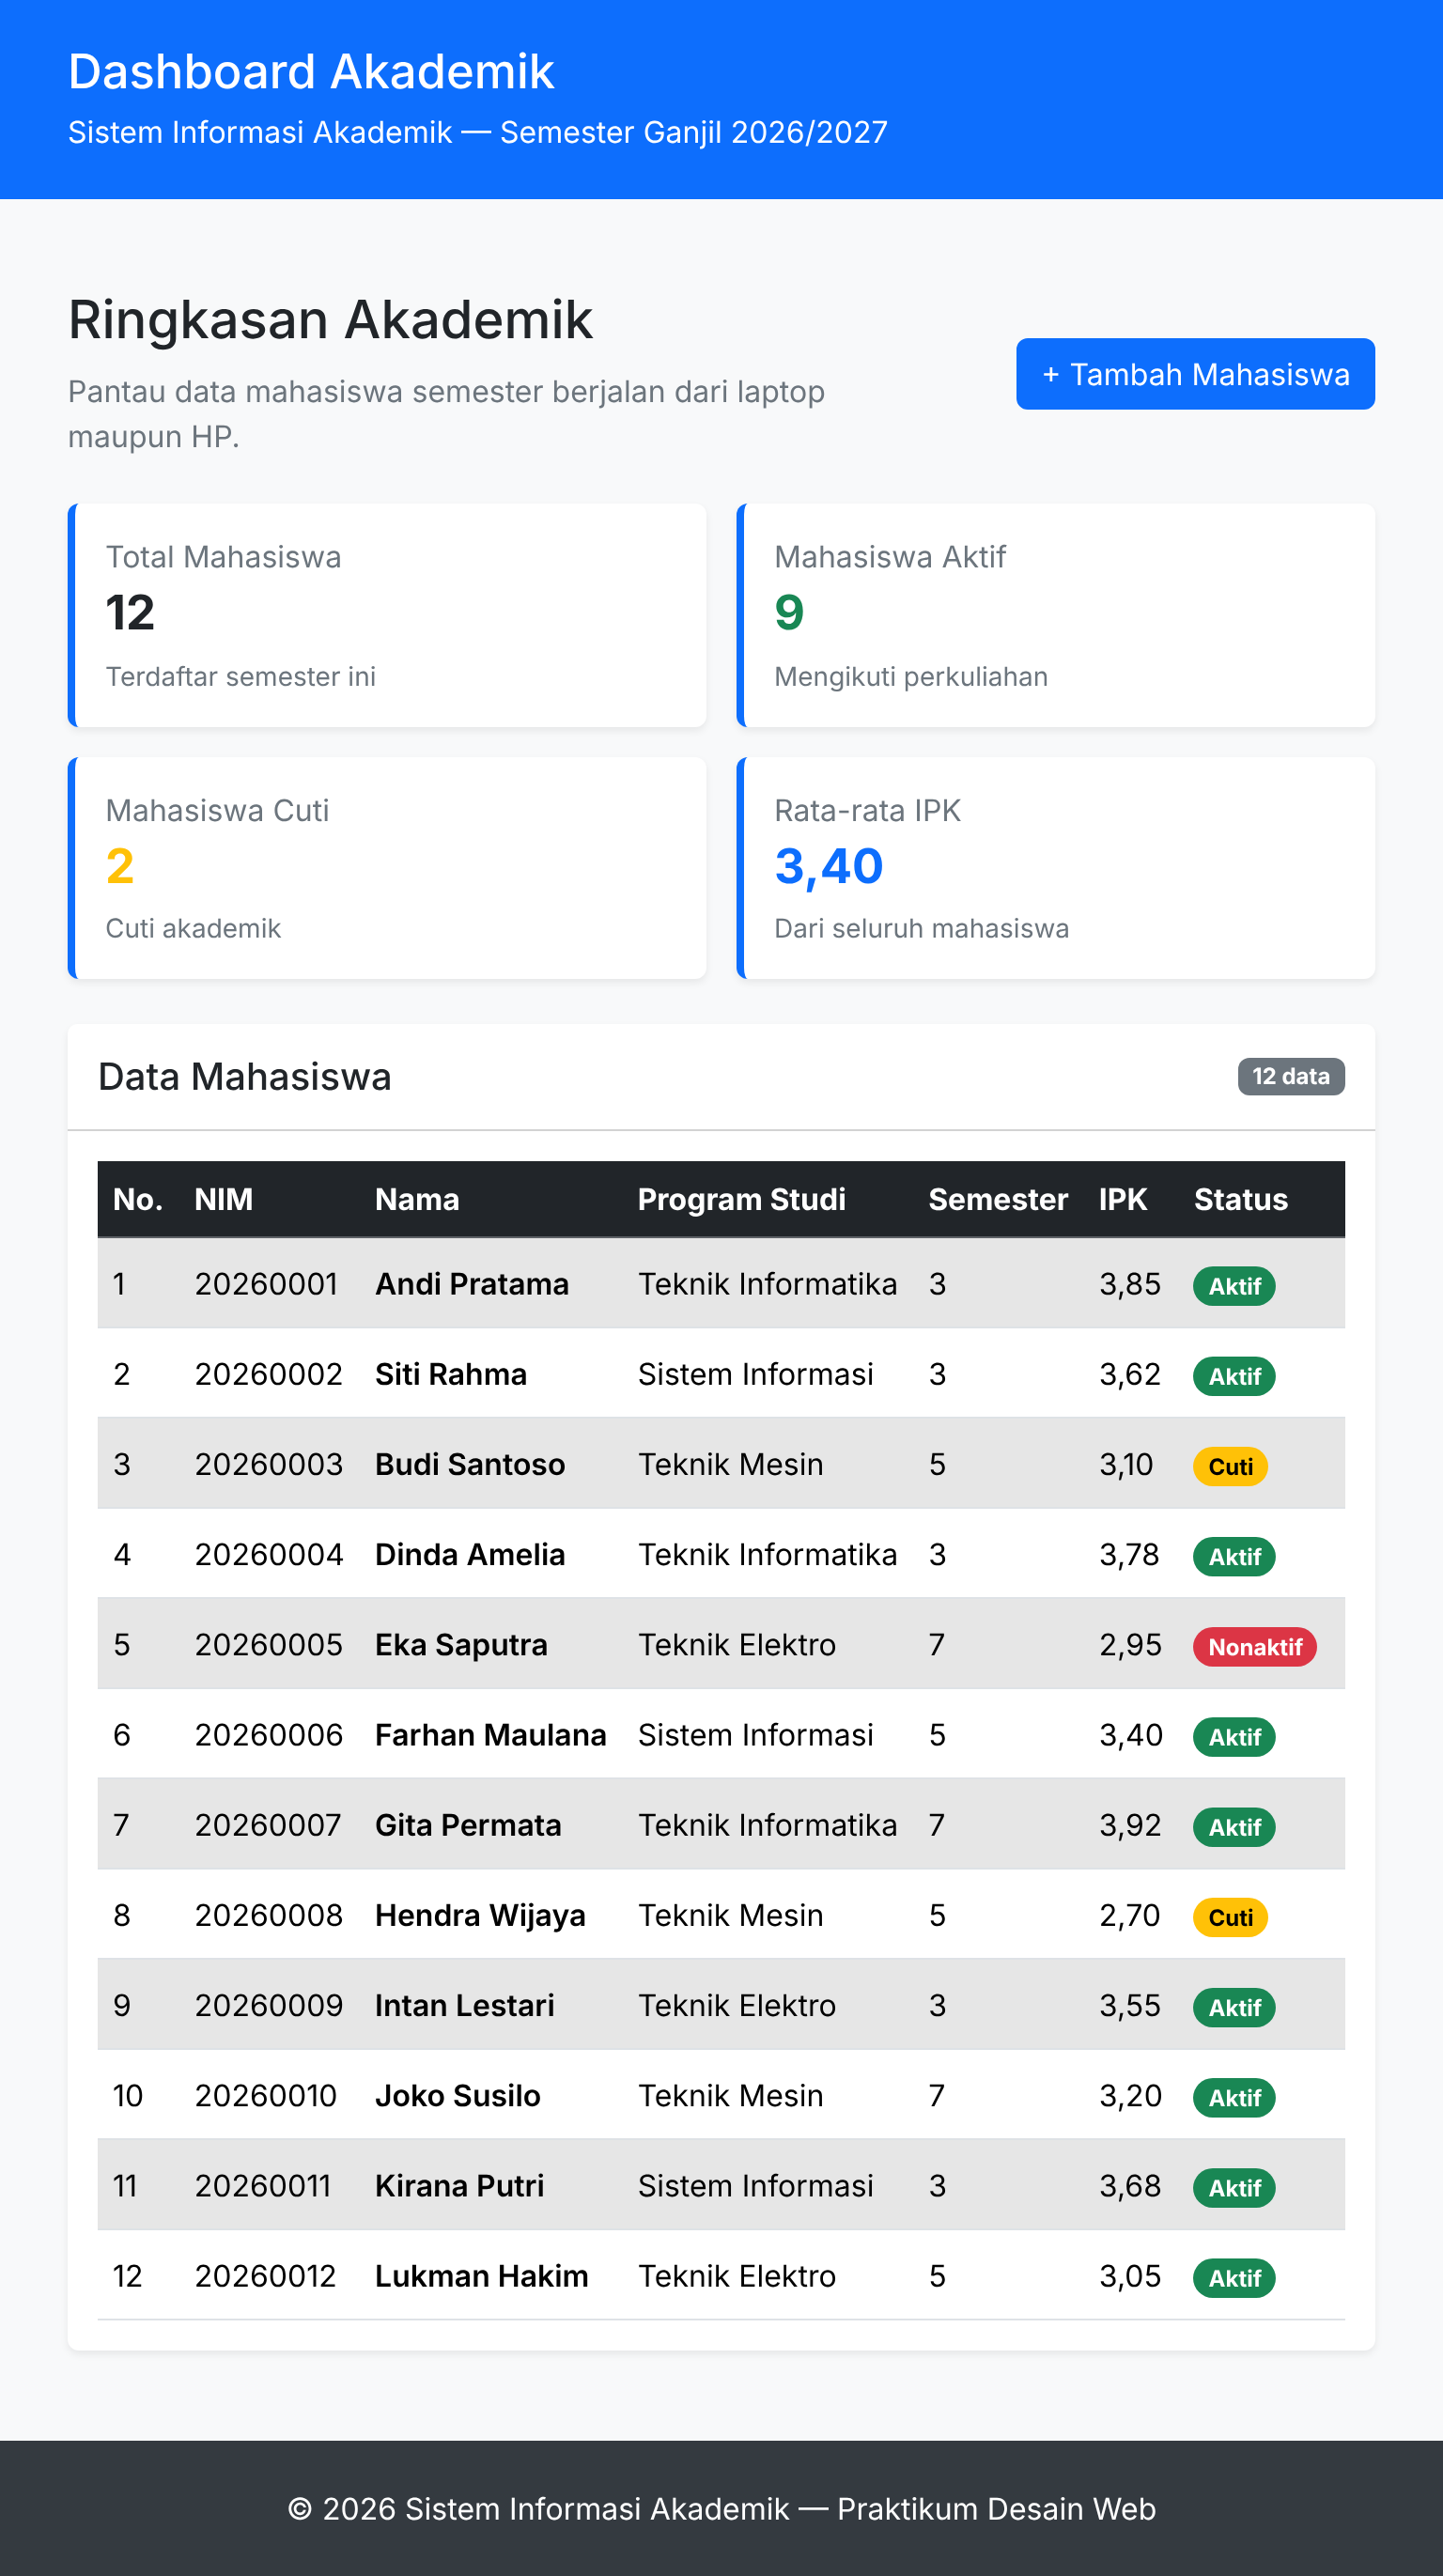 Dashboard Akademik
Sistem Informasi Akademik — Semester Ganjil 2026/2027
Ringkasan Akademik
Pantau data mahasiswa semester berjalan dari laptop
maupun HP.
+ Tambah Mahasiswa
Total Mahasiswa
12
Terdaftar semester ini
Mahasiswa Aktif
9
Mengikuti perkuliahan
Mahasiswa Cuti
2
Cuti akademik
Rata-rata IPK
3,40
Dari seluruh mahasiswa
Data Mahasiswa
12 data
No. NIM Nama Program Studi Semester IPK Status
1 20260001 Andi Pratama Teknik Informatika 3 3,85 Aktif
2 20260002 Siti Rahma Sistem Informasi 3 3,62 Aktif
3 20260003 Budi Santoso Teknik Mesin 5 3,10 Cuti
4 20260004 Dinda Amelia Teknik Informatika 3 3,78 Aktif
5 20260005 Eka Saputra Teknik Elektro 7 2,95 Nonaktif
6 20260006 Farhan Maulana Sistem Informasi 5 3,40 Aktif
7 20260007 Gita Permata Teknik Informatika 7 3,92 Aktif
8 20260008 Hendra Wijaya Teknik Mesin 5 2,70 Cuti
9 20260009 Intan Lestari Teknik Elektro 3 3,55 Aktif
10 20260010 Joko Susilo Teknik Mesin 7 3,20 Aktif
11 20260011 Kirana Putri Sistem Informasi 3 3,68 Aktif
12 20260012 Lukman Hakim Teknik Elektro 5 3,05 Aktif
© 2026 Sistem Informasi Akademik — Praktikum Desain Web